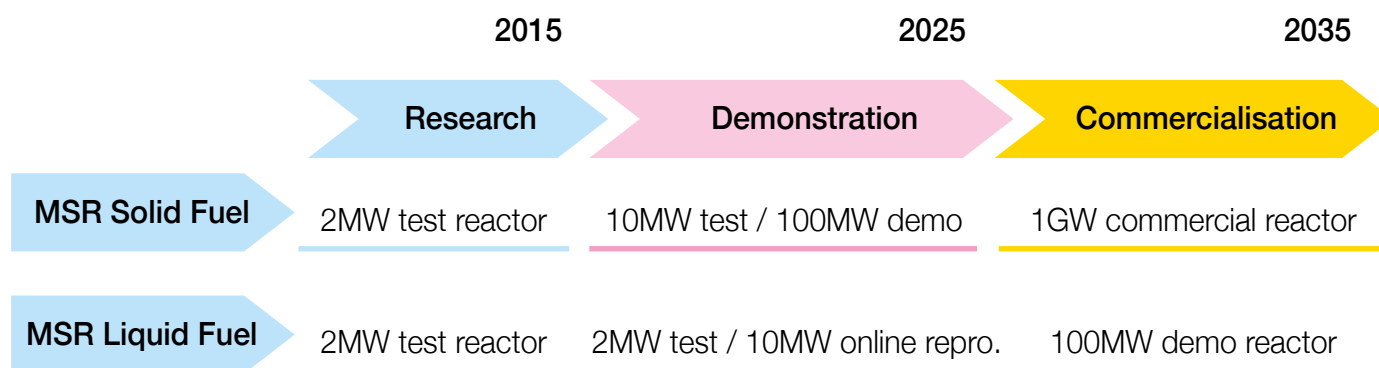 2015 2025 2035
Research Demonstration Commercialisation
MSR Solid Fuel 2MW test reactor 10MW test / 100MW demo 1GW commercial reactor
MSR Liquid Fuel 2MW test reactor 2MW test / 10MW online repro. 100MW demo reactor